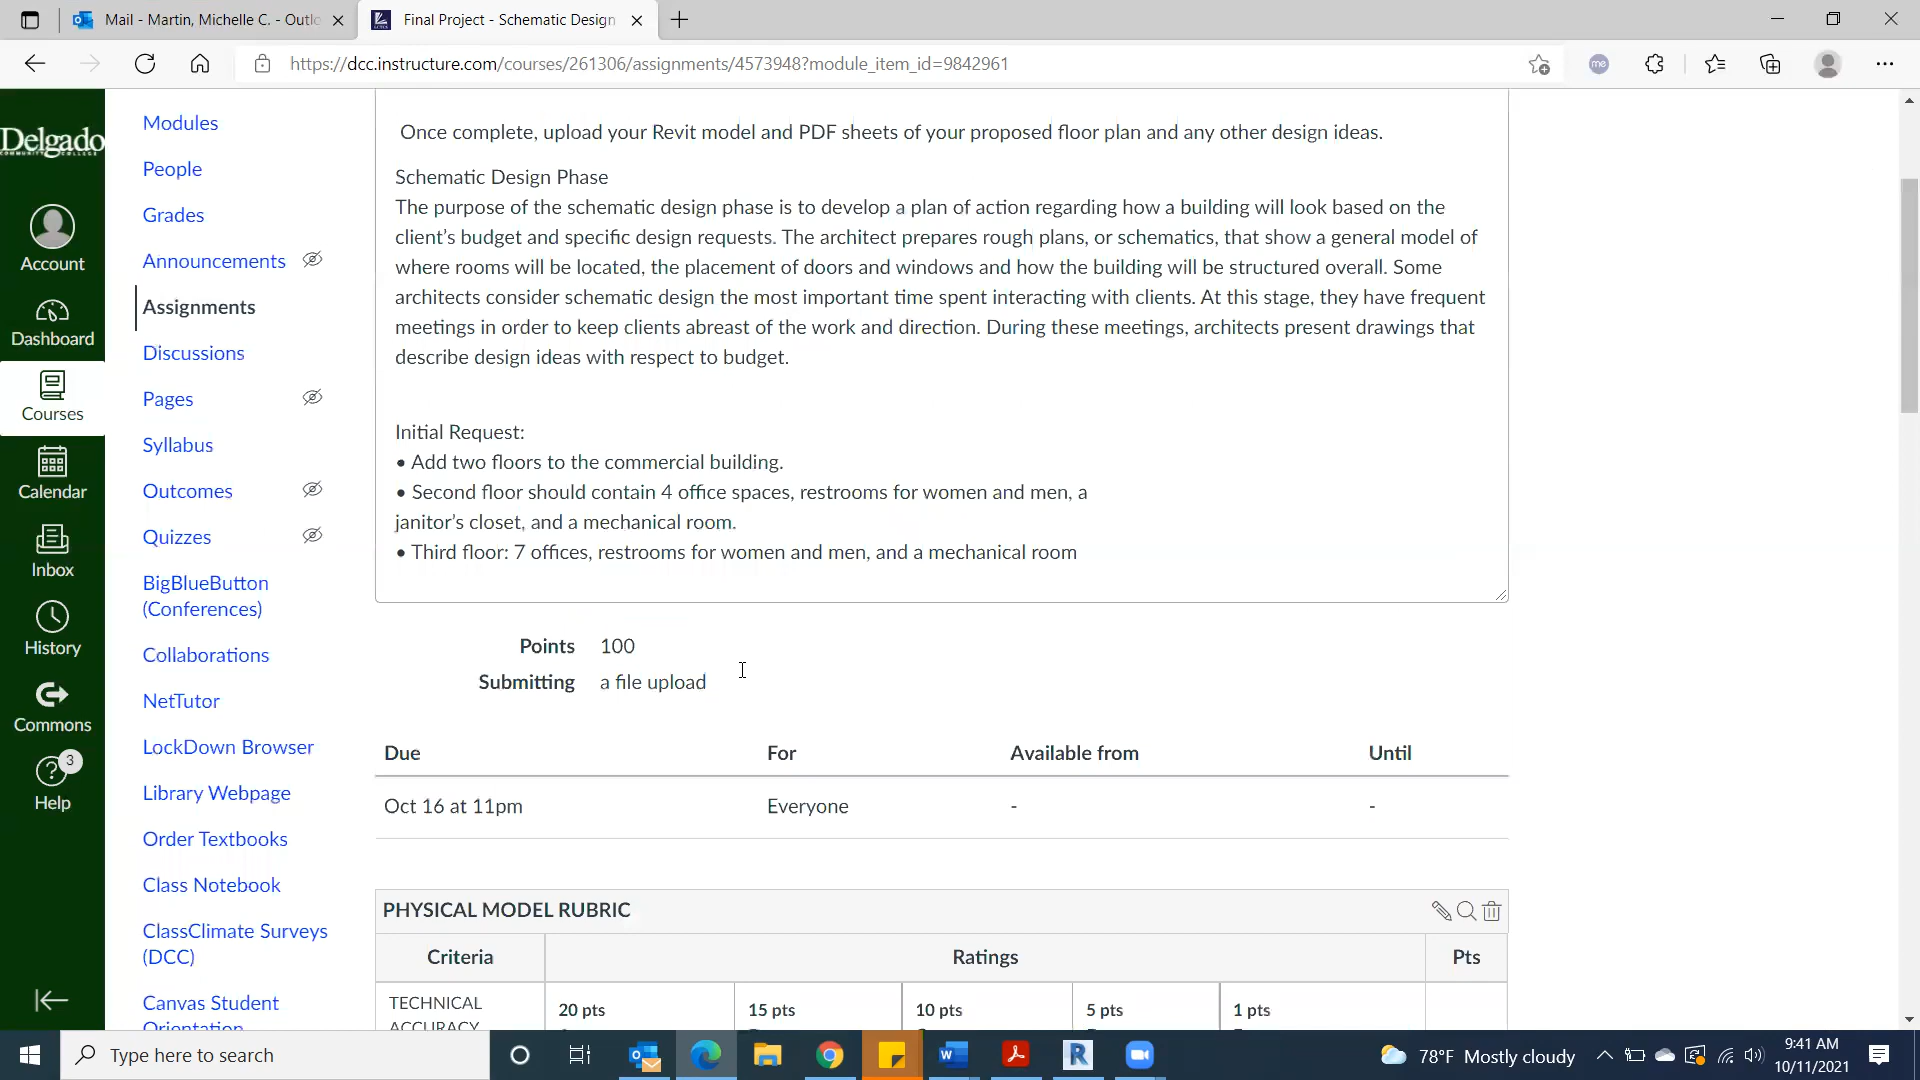 Mail - Martin, Michelle C. - Outlo
Final Project - Schematic Design
https://dcc.instructure.com/courses/261306/assignments/4573948?module_item_id=9842961
me
Delgado
COMMUNITY COLLEGE
Account
Dashboard
Courses
Calendar
Inbox
History
Commons
3
Help
Modules
People
Grades
Announcements
Assignments
Discussions
Pages
Syllabus
Outcomes
Quizzes
BigBlueButton
(Conferences)
Collaborations
NetTutor
LockDown Browser
Library Webpage
Order Textbooks
Class Notebook
ClassClimate Surveys
(DCC)
Canvas Student
Orientation
Once complete, upload your Revit model and PDF sheets of your proposed floor plan and any other design ideas.
Schematic Design Phase
The purpose of the schematic design phase is to develop a plan of action regarding how a building will look based on the
client’s budget and specific design requests. The architect prepares rough plans, or schematics, that show a general model of
where rooms will be located, the placement of doors and windows and how the building will be structured overall. Some
architects consider schematic design the most important time spent interacting with clients. At this stage, they have frequent
meetings in order to keep clients abreast of the work and direction. During these meetings, architects present drawings that
describe design ideas with respect to budget.
Initial Request:
• Add two floors to the commercial building.
• Second floor should contain 4 office spaces, restrooms for women and men, a
janitor’s closet, and a mechanical room.
• Third floor: 7 offices, restrooms for women and men, and a mechanical room
Points 100
Submitting a file upload
Due For Available from Until
Oct 16 at 11pm Everyone - -
PHYSICAL MODEL RUBRIC
Criteria Ratings Pts
TECHNICAL
ACCURACY
20 pts 15 pts 10 pts 5 pts 1 pts
Type here to search
78°F Mostly cloudy
9:41 AM
10/11/2021